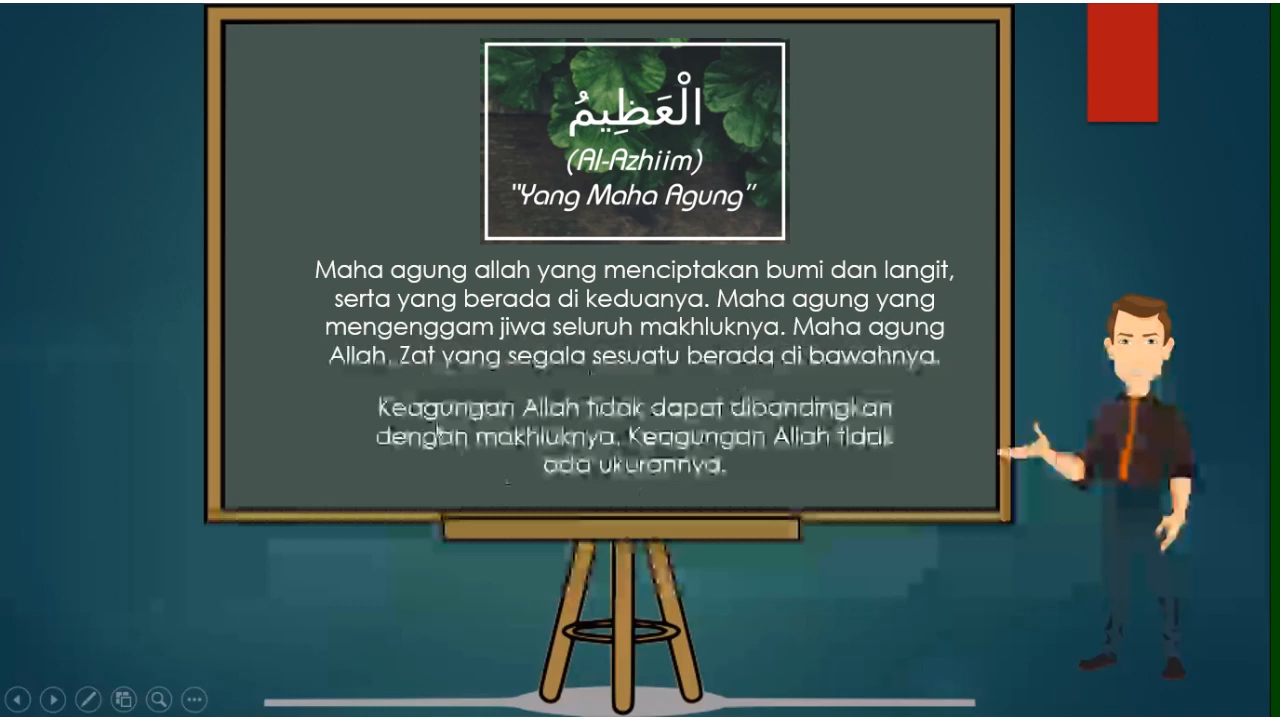 الْعَظِيمُ
(Al-Azhiim)
"Yang Maha Agung"
Maha agung allah yang menciptakan bumi dan langit,
serta yang berada di keduanya. Maha agung yang
mengenggam jiwa seluruh makhluknya. Maha agung
Allah, Zat yang segala sesuatu berada di bawahnya.
Keagungan Allah tidak dapat dibandingkan
dengan makhluknya. Keagungan Allah tidak
ada ukurannya.